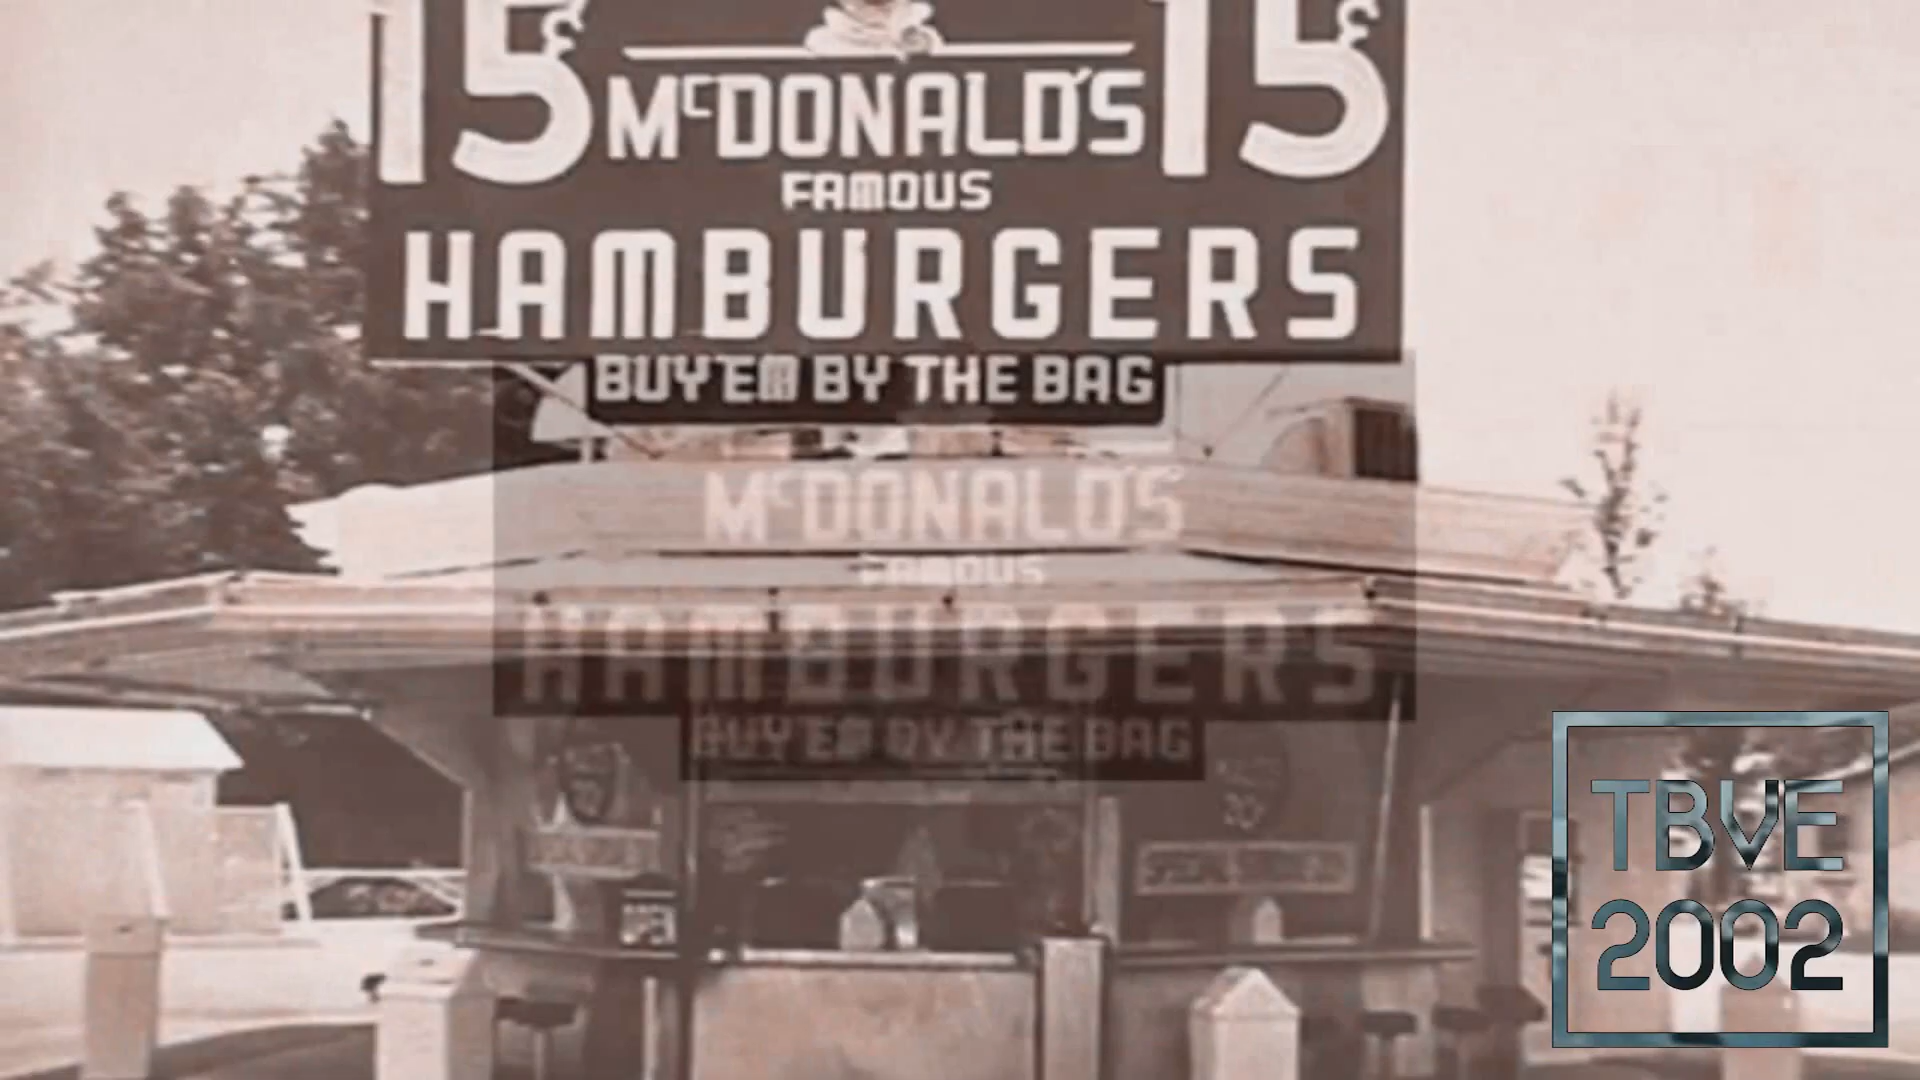 15¢ McDONALD'S 15¢
FAMOUS
HAMBURGERS
BUY'EM BY THE BAG
McDONALD'S
FAMOUS
HAMBURGERS
BUY'EM BY THE BAG
TBVE
2002